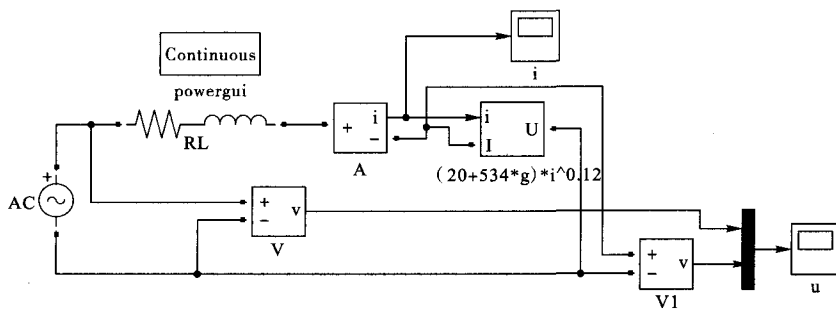 Continuous
powergui
i
RL
+ i
−
A
i U
I
(20+534*g)*i^0.12
+
AC
+ v
−
V
+ v
−
V1
u